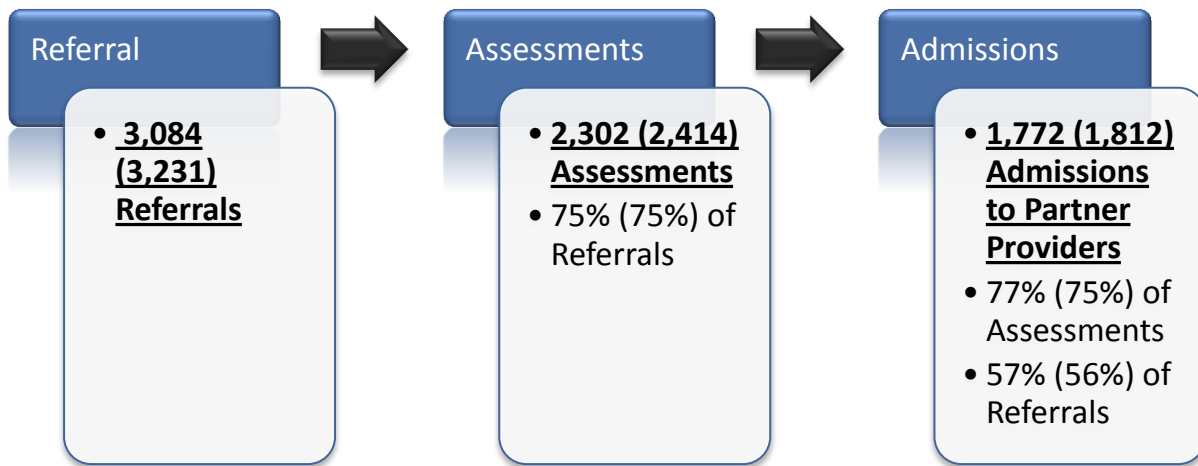 Referral
• 3,084
(3,231)
Referrals
Assessments
• 2,302 (2,414)
Assessments
• 75% (75%) of
Referrals
Admissions
• 1,772 (1,812)
Admissions
to Partner
Providers
• 77% (75%) of
Assessments
• 57% (56%) of
Referrals